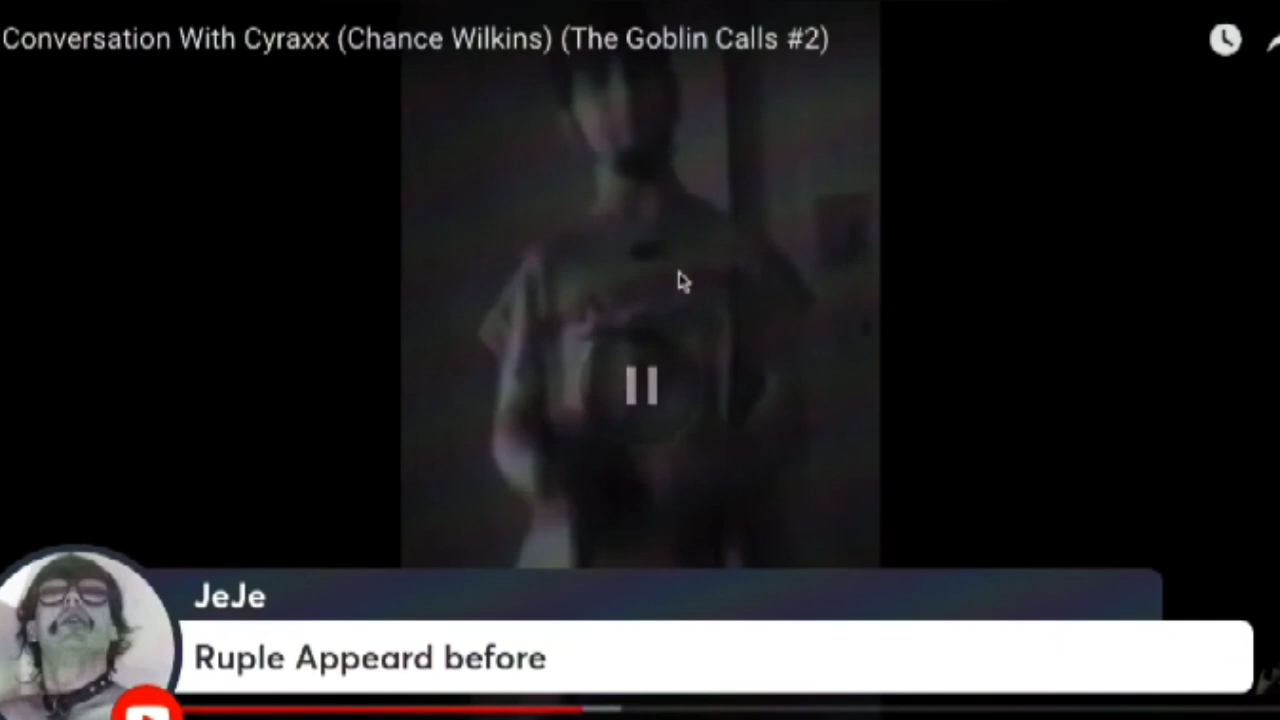 Conversation With Cyraxx (Chance Wilkins) (The Goblin Calls #2)
JeJe
Ruple Appeard before